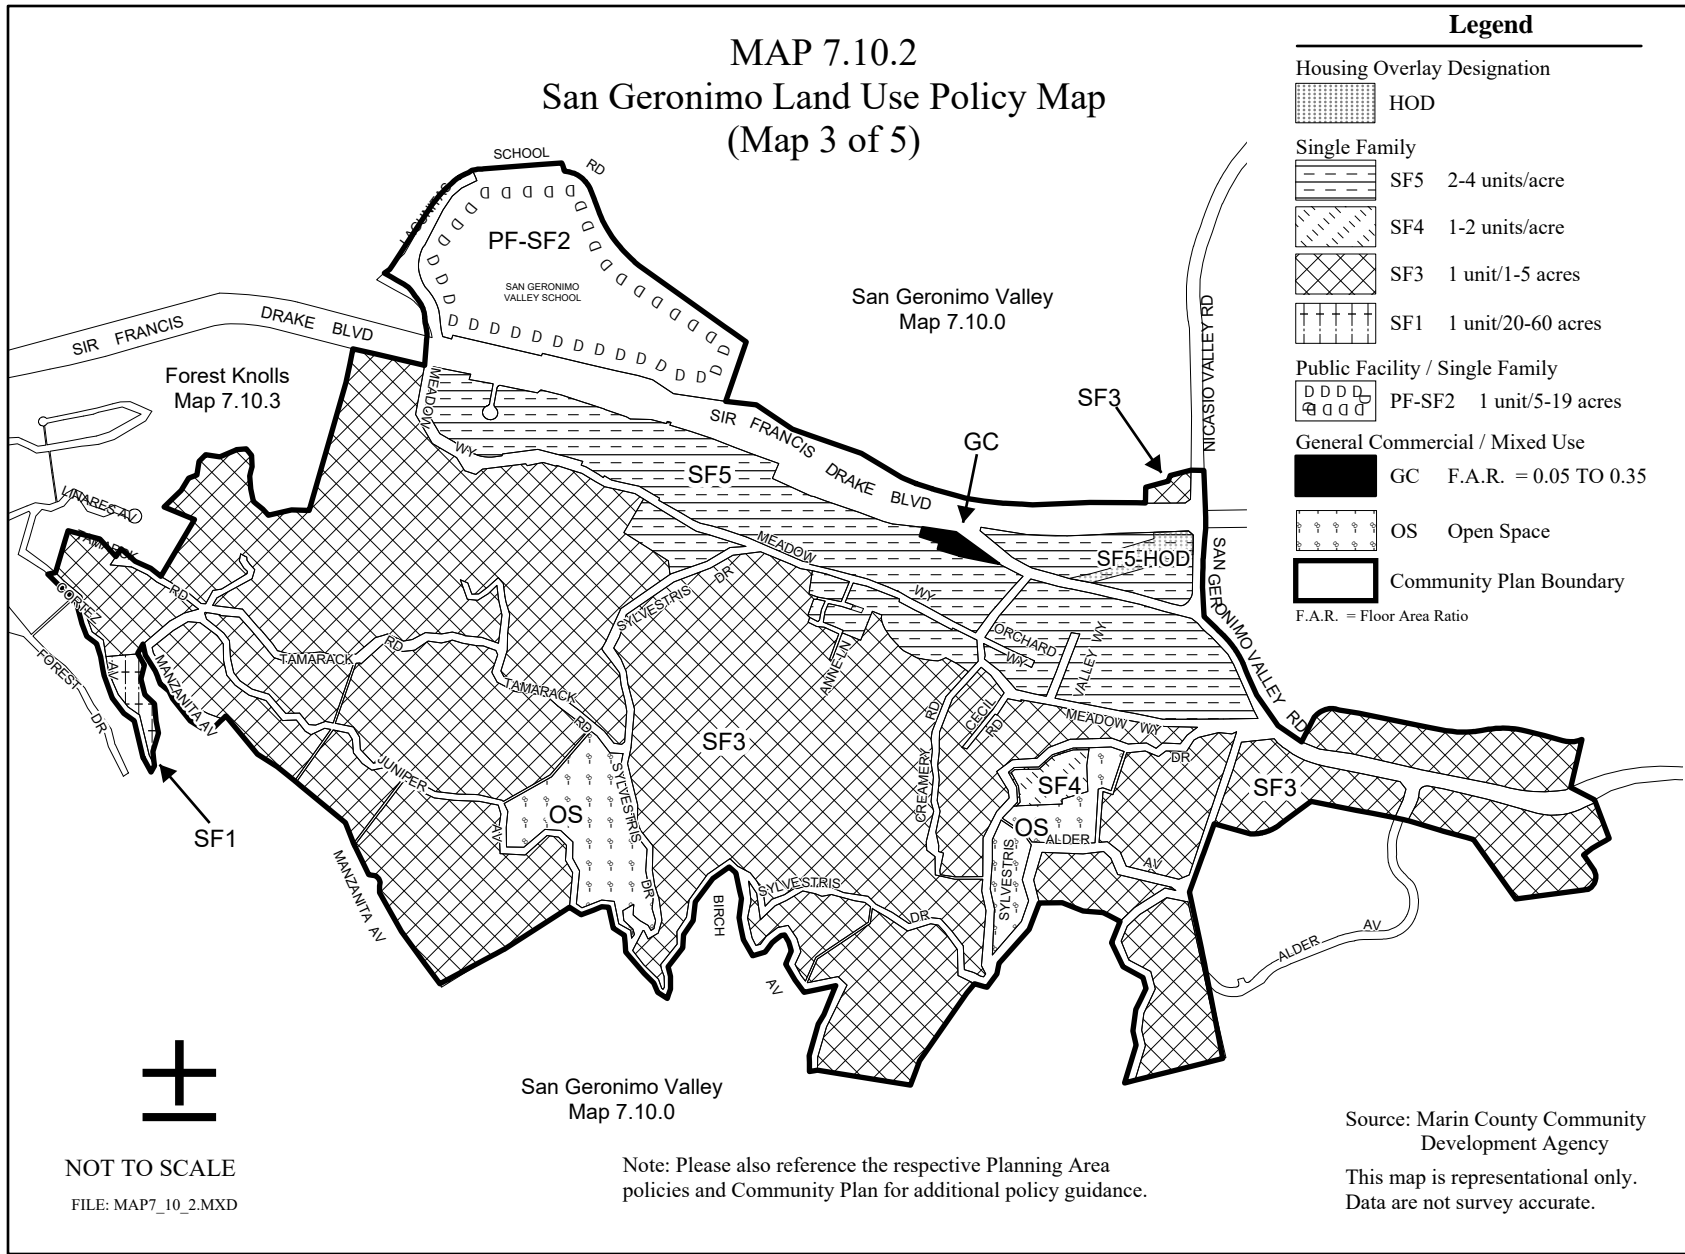 MAP 7.10.2
San Geronimo Land Use Policy Map
(Map 3 of 5)
Legend
Housing Overlay Designation
HOD
Single Family
SF5 2-4 units/acre
SF4 1-2 units/acre
SF3 1 unit/1-5 acres
SF1 1 unit/20-60 acres
Public Facility / Single Family
PF-SF2 1 unit/5-19 acres
General Commercial / Mixed Use
GC F.A.R. = 0.05 TO 0.35
OS Open Space
Community Plan Boundary
F.A.R. = Floor Area Ratio
SCHOOL RD
LAGUNITAS
PF-SF2
SAN GERONIMO
VALLEY SCHOOL
San Geronimo Valley
Map 7.10.0
NICASIO VALLEY RD
SIR FRANCIS DRAKE BLVD
Forest Knolls
Map 7.10.3
MEADOW WY
SIR FRANCIS DRAKE BLVD
SF3
GC
SF5
LINARES AV
TAMARCK RD
CORTEZ AV
FOREST DR
MEADOW WY
SYLVESTRIS DR
SF5-HOD
SAN GERONIMO VALLEY RD
ORCHARD WY
VALLEY WY
ANNE LN
TAMARACK RD
TAMARACK RD
MANZANITA AV
CECIL RD
CREAMERY RD
MEADOW WY
DR
SF3
SF4
SF3
JUNIPER AV
OS
SYLVESTRIS DR
OS
ALDER AV
SF1
MANZANITA AV
BIRCH AV
SYLVESTRIS DR
SYLVESTRIS
ALDER AV
San Geronimo Valley
Map 7.10.0
NOT TO SCALE
FILE: MAP7_10_2.MXD
Note: Please also reference the respective Planning Area
policies and Community Plan for additional policy guidance.
Source: Marin County Community
Development Agency
This map is representational only.
Data are not survey accurate.